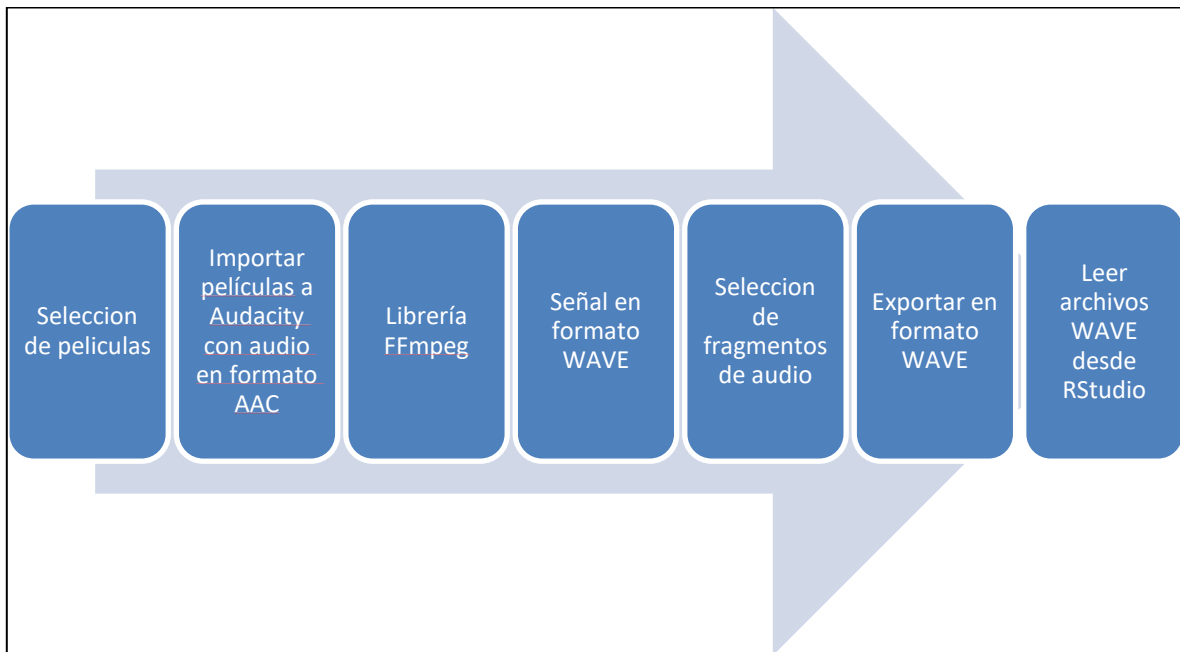 Seleccion
de peliculas
Importar
películas a
Audacity
con audio
en formato
AAC
Librería
FFmpeg
Señal en
formato
WAVE
Seleccion
de
fragmentos
de audio
Exportar en
formato
WAVE
Leer
archivos
WAVE
desde
RStudio